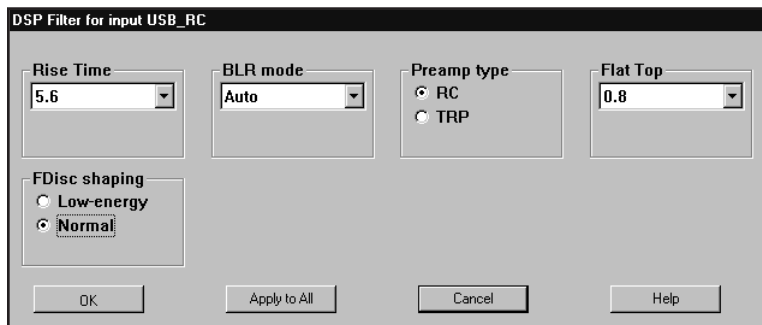 DSP Filter for input USB_RC
Rise Time
5.6
BLR mode
Auto
Preamp type
RC
TRP
Flat Top
0.8
FDisc shaping
Low-energy
Normal
OK
Apply to All
Cancel
Help